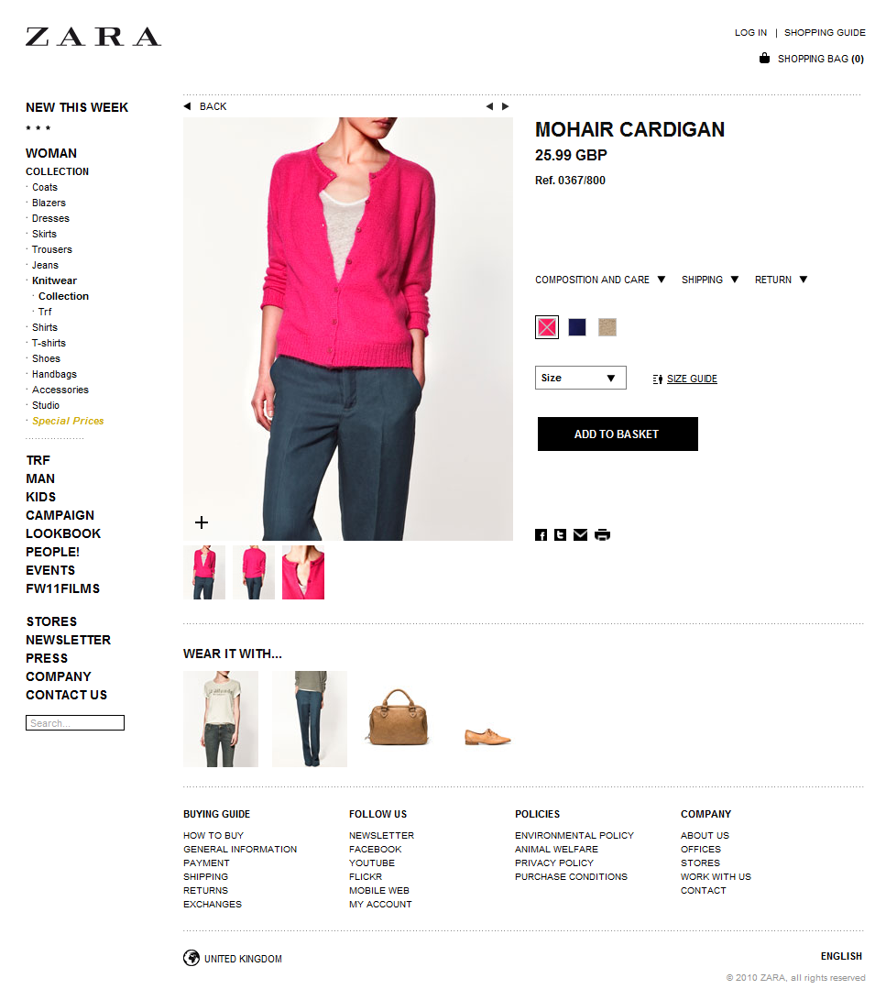 ZARA
LOG IN | SHOPPING GUIDE
SHOPPING BAG (0)
NEW THIS WEEK
* * *
WOMAN
COLLECTION
· Coats
· Blazers
· Dresses
· Skirts
· Trousers
· Jeans
· Knitwear
· Collection
· Trf
· Shirts
· T-shirts
· Shoes
· Handbags
· Accessories
· Studio
· Special Prices
TRF
MAN
KIDS
CAMPAIGN
LOOKBOOK
PEOPLE!
EVENTS
FW11FILMS
STORES
NEWSLETTER
PRESS
COMPANY
CONTACT US
Search...
BACK
MOHAIR CARDIGAN
25.99 GBP
Ref. 0367/800
COMPOSITION AND CARE SHIPPING RETURN
Size
SIZE GUIDE
ADD TO BASKET
WEAR IT WITH...
BUYING GUIDE
HOW TO BUY
GENERAL INFORMATION
PAYMENT
SHIPPING
RETURNS
EXCHANGES
FOLLOW US
NEWSLETTER
FACEBOOK
YOUTUBE
FLICKR
MOBILE WEB
MY ACCOUNT
POLICIES
ENVIRONMENTAL POLICY
ANIMAL WELFARE
PRIVACY POLICY
PURCHASE CONDITIONS
COMPANY
ABOUT US
OFFICES
STORES
WORK WITH US
CONTACT
UNITED KINGDOM
ENGLISH
© 2010 ZARA, all rights reserved